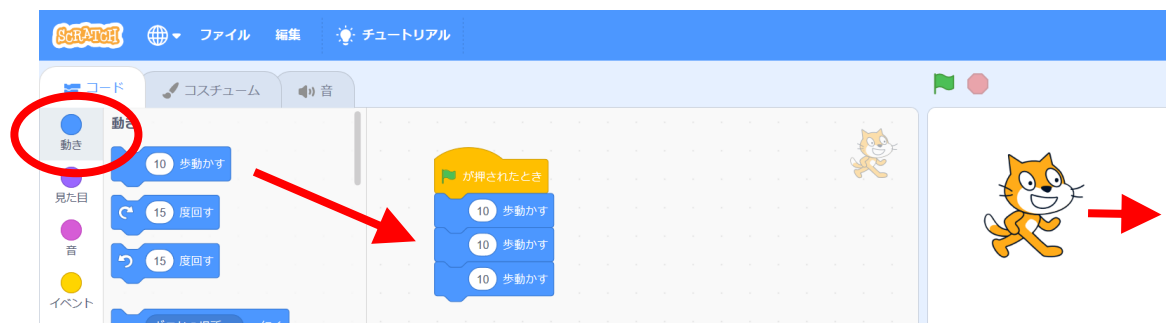 SCRATCH ファイル 編集 チュートリアル
コード コスチューム 音
動き
動き
10 歩動かす
見た目
15 度回す
音
15 度回す
イベント
が押されたとき
10 歩動かす
10 歩動かす
10 歩動かす